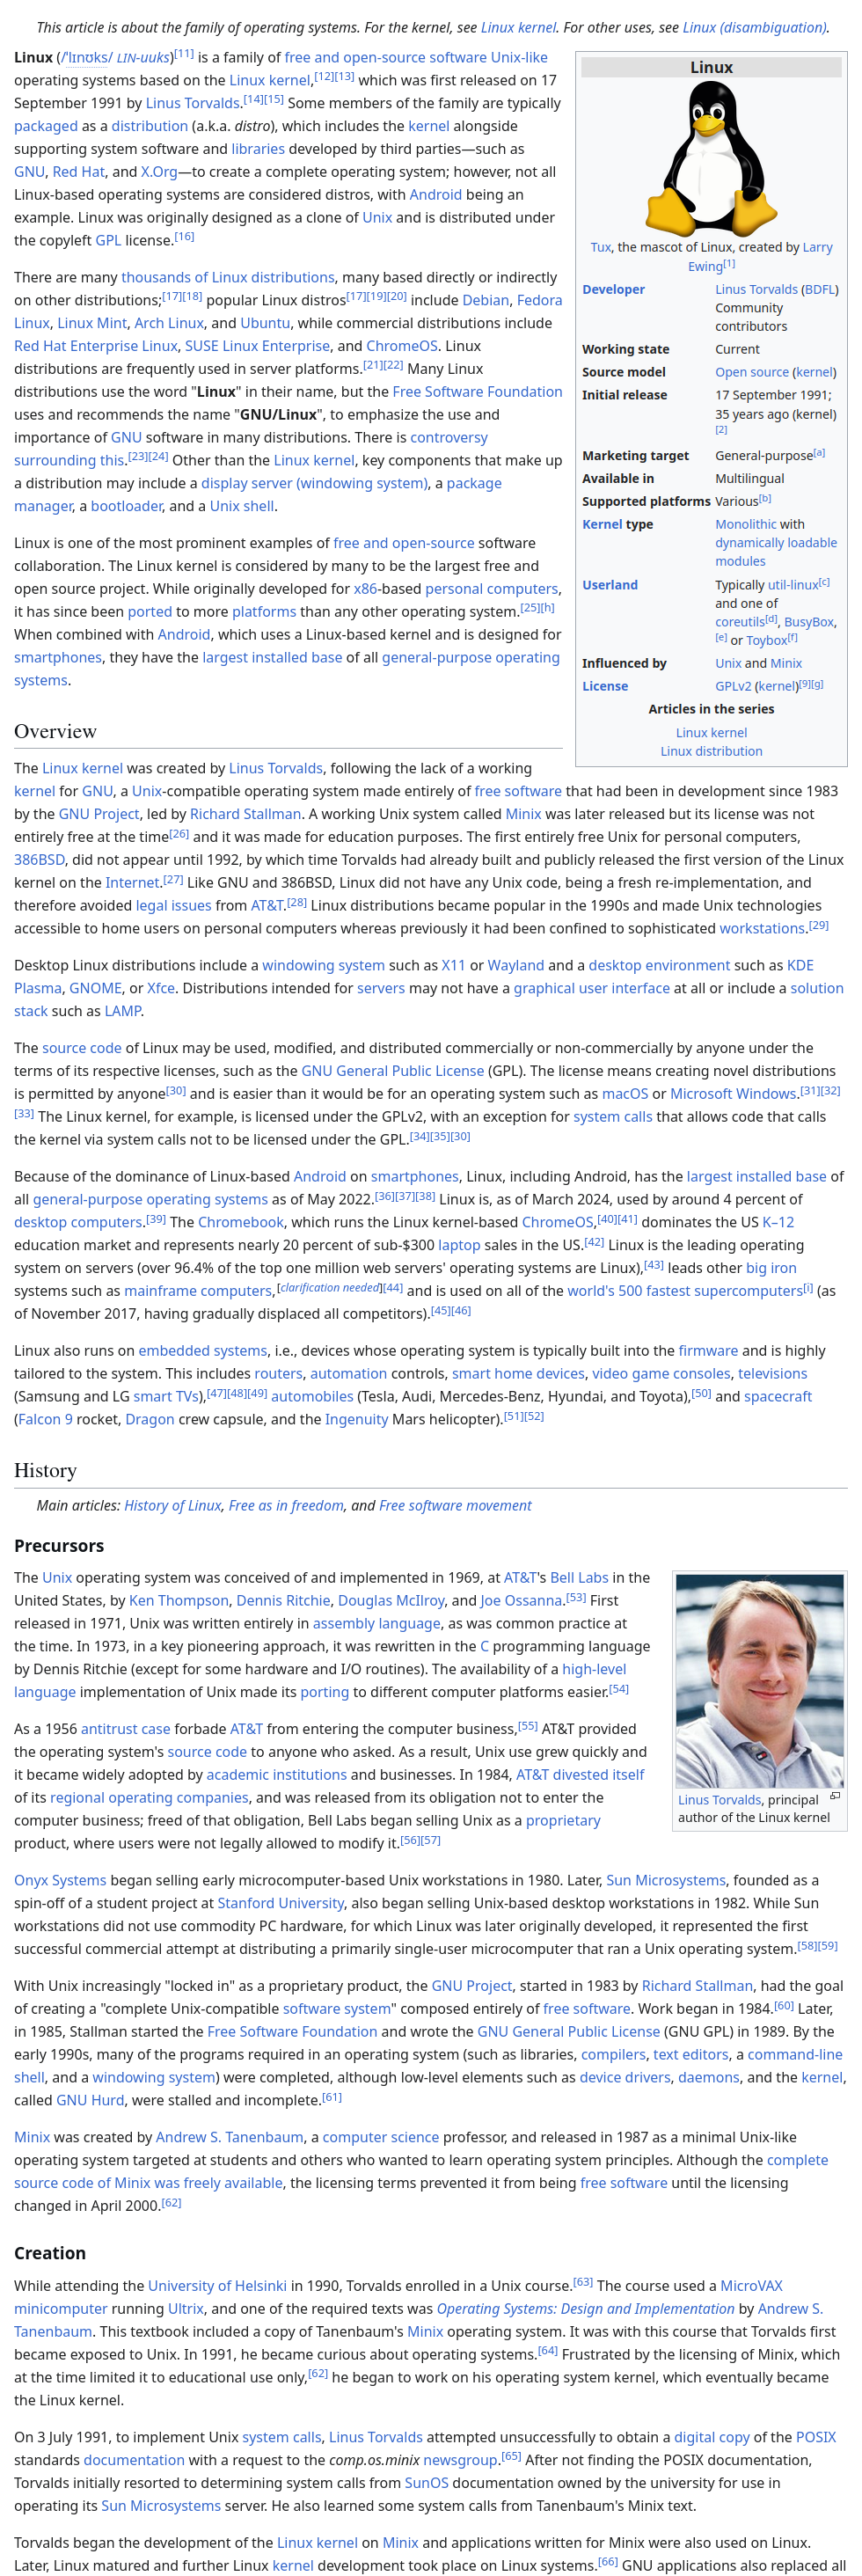 This article is about the family of operating systems. For the kernel, see Linux kernel. For other uses, see Linux (disambiguation).
Linux (/ˈlɪnʊks/ LIN-uuks)[11] is a family of free and open-source software Unix-like
operating systems based on the Linux kernel,[12][13] which was first released on 17
September 1991 by Linus Torvalds.[14][15] Some members of the family are typically
packaged as a distribution (a.k.a. distro), which includes the kernel alongside
supporting system software and libraries developed by third parties—such as
GNU, Red Hat, and X.Org—to create a complete operating system; however, not all
Linux-based operating systems are considered distros, with Android being an
example. Linux was originally designed as a clone of Unix and is distributed under
the copyleft GPL license.[16]
There are many thousands of Linux distributions, many based directly or indirectly
on other distributions;[17][18] popular Linux distros[17][19][20] include Debian, Fedora
Linux, Linux Mint, Arch Linux, and Ubuntu, while commercial distributions include
Red Hat Enterprise Linux, SUSE Linux Enterprise, and ChromeOS. Linux
distributions are frequently used in server platforms.[21][22] Many Linux
distributions use the word "Linux" in their name, but the Free Software Foundation
uses and recommends the name "GNU/Linux", to emphasize the use and
importance of GNU software in many distributions. There is controversy
surrounding this.[23][24] Other than the Linux kernel, key components that make up
a distribution may include a display server (windowing system), a package
manager, a bootloader, and a Unix shell.
Linux is one of the most prominent examples of free and open-source software
collaboration. The Linux kernel is considered by many to be the largest free and
open source project. While originally developed for x86-based personal computers,
it has since been ported to more platforms than any other operating system.[25][h]
When combined with Android, which uses a Linux-based kernel and is designed for
smartphones, they have the largest installed base of all general-purpose operating
systems.
Linux
Tux, the mascot of Linux, created by Larry
Ewing[1]
Developer Linus Torvalds (BDFL)
Community
contributors
Working state Current
Source model Open source (kernel)
Initial release 17 September 1991;
35 years ago (kernel)
[2]
Marketing target General-purpose[a]
Available in Multilingual
Supported platforms Various[b]
Kernel type Monolithic with
dynamically loadable
modules
Userland Typically util-linux[c]
and one of
coreutils[d], BusyBox,
[e] or Toybox[f]
Influenced by Unix and Minix
License GPLv2 (kernel)[9][g]
Articles in the series
Linux kernel
Linux distribution
Overview
The Linux kernel was created by Linus Torvalds, following the lack of a working
kernel for GNU, a Unix-compatible operating system made entirely of free software that had been in development since 1983
by the GNU Project, led by Richard Stallman. A working Unix system called Minix was later released but its license was not
entirely free at the time[26] and it was made for education purposes. The first entirely free Unix for personal computers,
386BSD, did not appear until 1992, by which time Torvalds had already built and publicly released the first version of the Linux
kernel on the Internet.[27] Like GNU and 386BSD, Linux did not have any Unix code, being a fresh re-implementation, and
therefore avoided legal issues from AT&T.[28] Linux distributions became popular in the 1990s and made Unix technologies
accessible to home users on personal computers whereas previously it had been confined to sophisticated workstations.[29]
Desktop Linux distributions include a windowing system such as X11 or Wayland and a desktop environment such as KDE
Plasma, GNOME, or Xfce. Distributions intended for servers may not have a graphical user interface at all or include a solution
stack such as LAMP.
The source code of Linux may be used, modified, and distributed commercially or non-commercially by anyone under the
terms of its respective licenses, such as the GNU General Public License (GPL). The license means creating novel distributions
is permitted by anyone[30] and is easier than it would be for an operating system such as macOS or Microsoft Windows.[31][32]
[33] The Linux kernel, for example, is licensed under the GPLv2, with an exception for system calls that allows code that calls
the kernel via system calls not to be licensed under the GPL.[34][35][30]
Because of the dominance of Linux-based Android on smartphones, Linux, including Android, has the largest installed base of
all general-purpose operating systems as of May 2022.[36][37][38] Linux is, as of March 2024, used by around 4 percent of
desktop computers.[39] The Chromebook, which runs the Linux kernel-based ChromeOS,[40][41] dominates the US K–12
education market and represents nearly 20 percent of sub-$300 laptop sales in the US.[42] Linux is the leading operating
system on servers (over 96.4% of the top one million web servers' operating systems are Linux),[43] leads other big iron
systems such as mainframe computers,[clarification needed][44] and is used on all of the world's 500 fastest supercomputers[i] (as
of November 2017, having gradually displaced all competitors).[45][46]
Linux also runs on embedded systems, i.e., devices whose operating system is typically built into the firmware and is highly
tailored to the system. This includes routers, automation controls, smart home devices, video game consoles, televisions
(Samsung and LG smart TVs),[47][48][49] automobiles (Tesla, Audi, Mercedes-Benz, Hyundai, and Toyota),[50] and spacecraft
(Falcon 9 rocket, Dragon crew capsule, and the Ingenuity Mars helicopter).[51][52]
History
Main articles: History of Linux, Free as in freedom, and Free software movement
Precursors
The Unix operating system was conceived of and implemented in 1969, at AT&T's Bell Labs in the
United States, by Ken Thompson, Dennis Ritchie, Douglas McIlroy, and Joe Ossanna.[53] First
released in 1971, Unix was written entirely in assembly language, as was common practice at
the time. In 1973, in a key pioneering approach, it was rewritten in the C programming language
by Dennis Ritchie (except for some hardware and I/O routines). The availability of a high-level
language implementation of Unix made its porting to different computer platforms easier.[54]
As a 1956 antitrust case forbade AT&T from entering the computer business,[55] AT&T provided
the operating system's source code to anyone who asked. As a result, Unix use grew quickly and
it became widely adopted by academic institutions and businesses. In 1984, AT&T divested itself
of its regional operating companies, and was released from its obligation not to enter the
computer business; freed of that obligation, Bell Labs began selling Unix as a proprietary
product, where users were not legally allowed to modify it.[56][57]
Linus Torvalds, principal
author of the Linux kernel
Onyx Systems began selling early microcomputer-based Unix workstations in 1980. Later, Sun Microsystems, founded as a
spin-off of a student project at Stanford University, also began selling Unix-based desktop workstations in 1982. While Sun
workstations did not use commodity PC hardware, for which Linux was later originally developed, it represented the first
successful commercial attempt at distributing a primarily single-user microcomputer that ran a Unix operating system.[58][59]
With Unix increasingly "locked in" as a proprietary product, the GNU Project, started in 1983 by Richard Stallman, had the goal
of creating a "complete Unix-compatible software system" composed entirely of free software. Work began in 1984.[60] Later,
in 1985, Stallman started the Free Software Foundation and wrote the GNU General Public License (GNU GPL) in 1989. By the
early 1990s, many of the programs required in an operating system (such as libraries, compilers, text editors, a command-line
shell, and a windowing system) were completed, although low-level elements such as device drivers, daemons, and the kernel,
called GNU Hurd, were stalled and incomplete.[61]
Minix was created by Andrew S. Tanenbaum, a computer science professor, and released in 1987 as a minimal Unix-like
operating system targeted at students and others who wanted to learn operating system principles. Although the complete
source code of Minix was freely available, the licensing terms prevented it from being free software until the licensing
changed in April 2000.[62]
Creation
While attending the University of Helsinki in 1990, Torvalds enrolled in a Unix course.[63] The course used a MicroVAX
minicomputer running Ultrix, and one of the required texts was Operating Systems: Design and Implementation by Andrew S.
Tanenbaum. This textbook included a copy of Tanenbaum's Minix operating system. It was with this course that Torvalds first
became exposed to Unix. In 1991, he became curious about operating systems.[64] Frustrated by the licensing of Minix, which
at the time limited it to educational use only,[62] he began to work on his operating system kernel, which eventually became
the Linux kernel.
On 3 July 1991, to implement Unix system calls, Linus Torvalds attempted unsuccessfully to obtain a digital copy of the POSIX
standards documentation with a request to the comp.os.minix newsgroup.[65] After not finding the POSIX documentation,
Torvalds initially resorted to determining system calls from SunOS documentation owned by the university for use in
operating its Sun Microsystems server. He also learned some system calls from Tanenbaum's Minix text.
Torvalds began the development of the Linux kernel on Minix and applications written for Minix were also used on Linux.
Later, Linux matured and further Linux kernel development took place on Linux systems.[66] GNU applications also replaced all